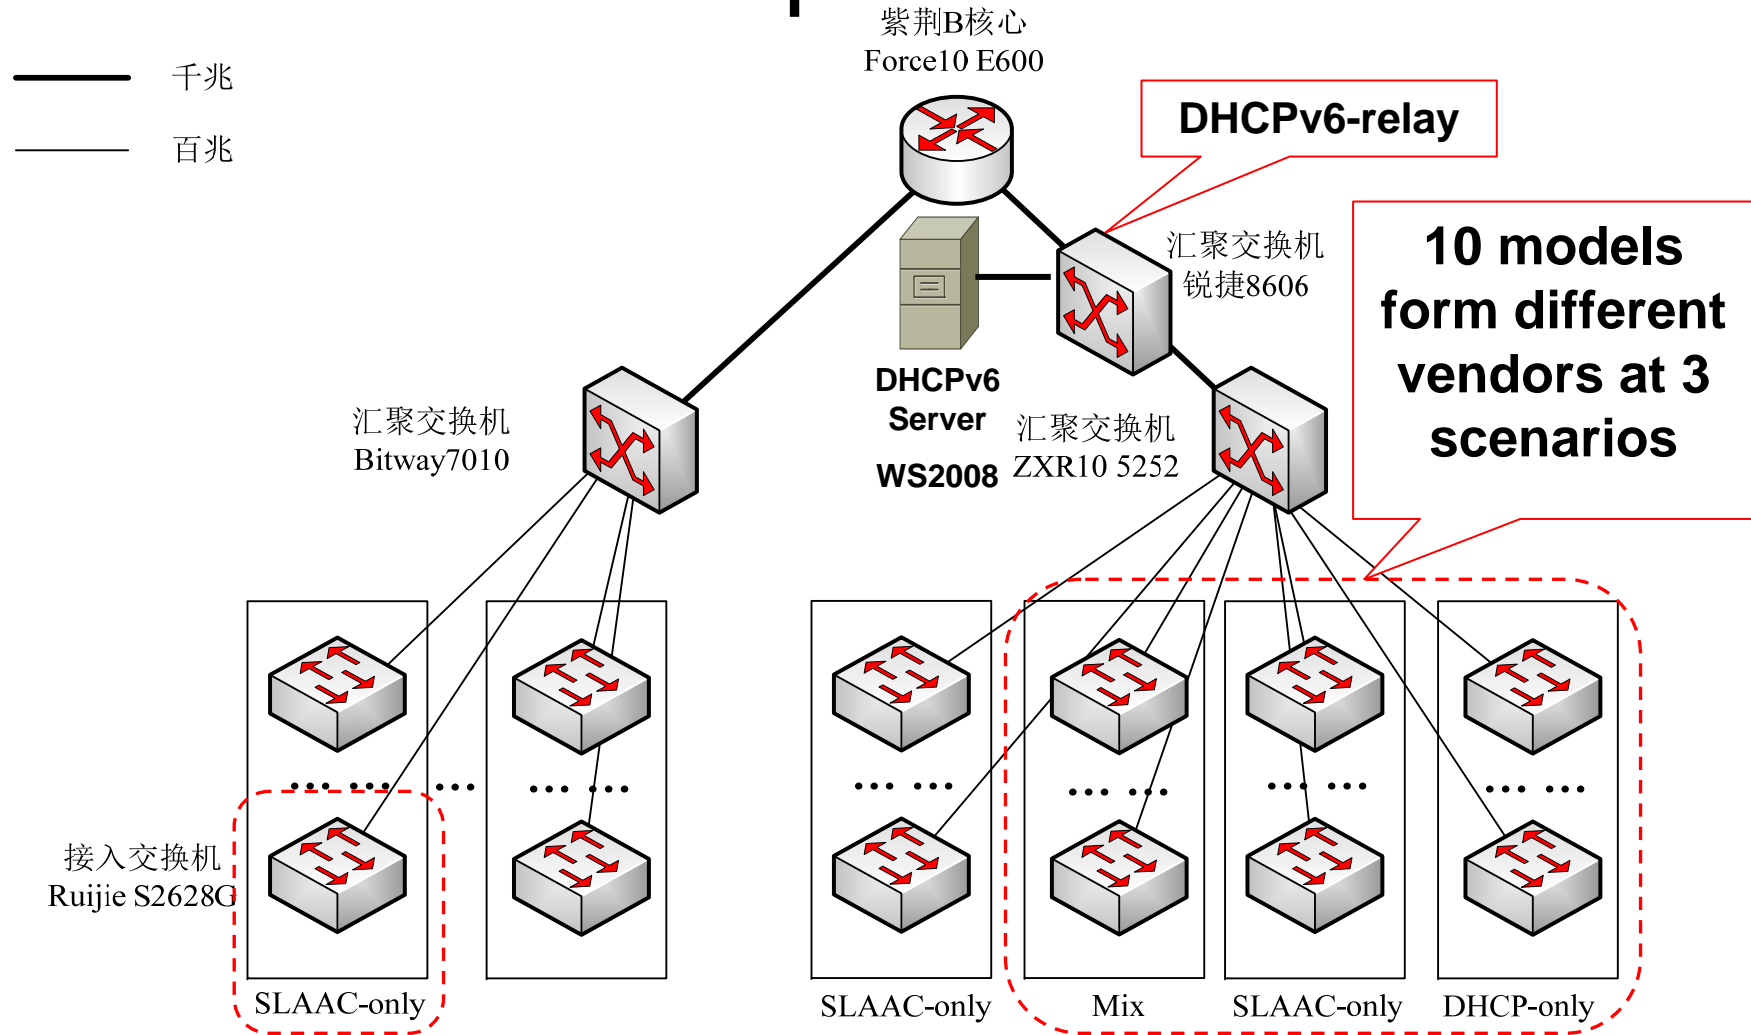 紫荆B核心
Force10 E600
千兆
百兆
DHCPv6-relay
汇聚交换机
锐捷8606
10 models
form different
vendors at 3
scenarios
DHCPv6
Server
WS2008
汇聚交换机
Bitway7010
汇聚交换机
ZXR10 5252
接入交换机
Ruijie S2628G
SLAAC-only
SLAAC-only
Mix
SLAAC-only
DHCP-only